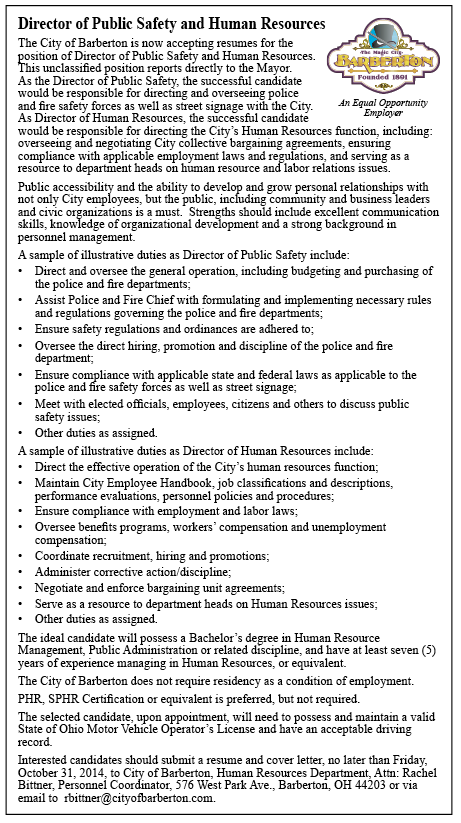 Director of Public Safety and Human Resources
The City of Barberton is now accepting resumes for the
position of Director of Public Safety and Human Resources.
This unclassified position reports directly to the Mayor.
As the Director of Public Safety, the successful candidate
would be responsible for directing and overseeing police
and fire safety forces as well as street signage with the City.
As Director of Human Resources, the successful candidate
The Magic City
BARBERTON
Founded 1891
An Equal Opportunity
Employer
would be responsible for directing the City's Human Resources function, including:
overseeing and negotiating City collective bargaining agreements, ensuring
compliance with applicable employment laws and regulations, and serving as a
resource to department heads on human resource and labor relations issues.
Public accessibility and the ability to develop and grow personal relationships with
not only City employees, but the public, including community and business leaders
and civic organizations is a must. Strengths should include excellent communication
skills, knowledge of organizational development and a strong background in
personnel management.
A sample of illustrative duties as Director of Public Safety include:
• Direct and oversee the general operation, including budgeting and purchasing of
the police and fire departments;
• Assist Police and Fire Chief with formulating and implementing necessary rules
and regulations governing the police and fire departments;
• Ensure safety regulations and ordinances are adhered to;
• Oversee the direct hiring, promotion and discipline of the police and fire
department;
• Ensure compliance with applicable state and federal laws as applicable to the
police and fire safety forces as well as street signage;
• Meet with elected officials, employees, citizens and others to discuss public
safety issues;
• Other duties as assigned.
A sample of illustrative duties as Director of Human Resources include:
• Direct the effective operation of the City's human resources function;
• Maintain City Employee Handbook, job classifications and descriptions,
performance evaluations, personnel policies and procedures;
• Ensure compliance with employment and labor laws;
• Oversee benefits programs, workers' compensation and unemployment
compensation;
• Coordinate recruitment, hiring and promotions;
• Administer corrective action/discipline;
• Negotiate and enforce bargaining unit agreements;
• Serve as a resource to department heads on Human Resources issues;
• Other duties as assigned.
The ideal candidate will possess a Bachelor's degree in Human Resource
Management, Public Administration or related discipline, and have at least seven (5)
years of experience managing in Human Resources, or equivalent.
The City of Barberton does not require residency as a condition of employment.
PHR, SPHR Certification or equivalent is preferred, but not required.
The selected candidate, upon appointment, will need to possess and maintain a valid
State of Ohio Motor Vehicle Operator's License and have an acceptable driving
record.
Interested candidates should submit a resume and cover letter, no later than Friday,
October 31, 2014, to City of Barberton, Human Resources Department, Attn: Rachel
Bittner, Personnel Coordinator, 576 West Park Ave., Barberton, OH 44203 or via
email to rbittner@cityofbarberton.com.